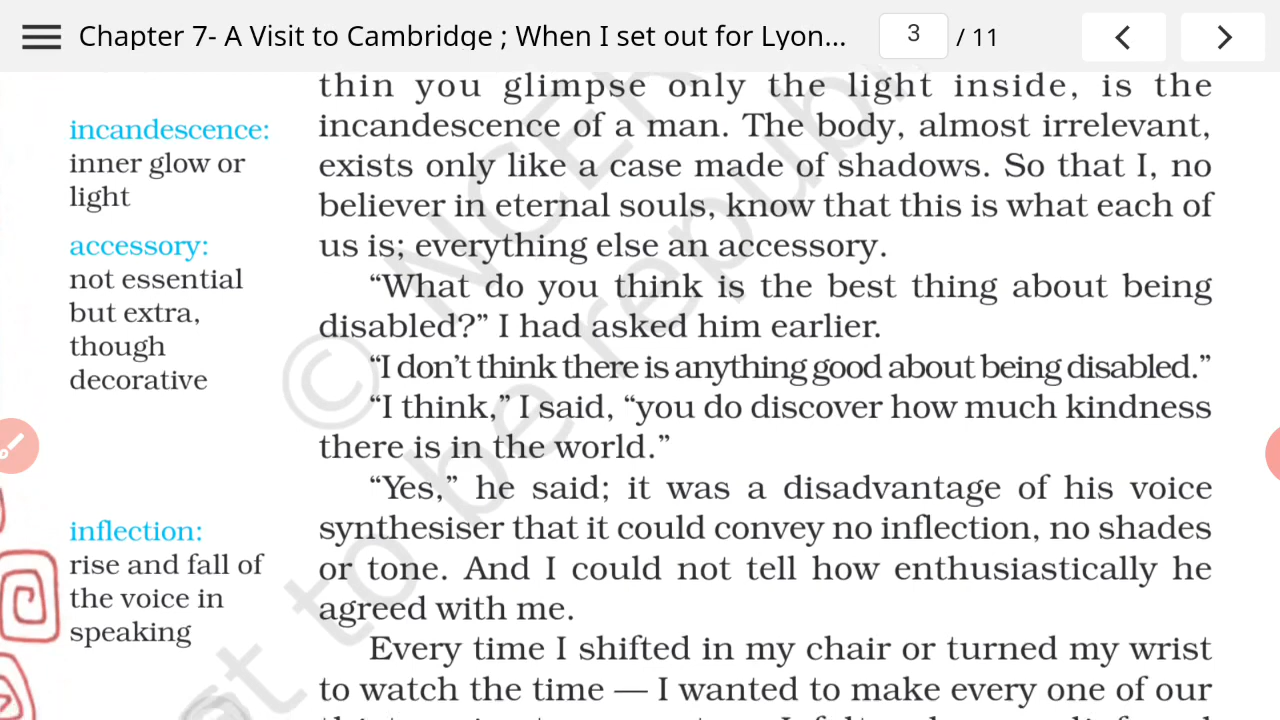 Chapter 7- A Visit to Cambridge ; When I set out for Lyon...
3
/ 11
thin you glimpse only the light inside, is the
incandescence of a man. The body, almost irrelevant,
exists only like a case made of shadows. So that I, no
believer in eternal souls, know that this is what each of
us is; everything else an accessory.
“What do you think is the best thing about being
disabled?” I had asked him earlier.
“I don’t think there is anything good about being disabled.”
“I think,” I said, “you do discover how much kindness
there is in the world.”
“Yes,” he said; it was a disadvantage of his voice
synthesiser that it could convey no inflection, no shades
or tone. And I could not tell how enthusiastically he
agreed with me.
Every time I shifted in my chair or turned my wrist
to watch the time — I wanted to make every one of our
incandescence:
inner glow or
light
accessory:
not essential
but extra,
though
decorative
inflection:
rise and fall of
the voice in
speaking